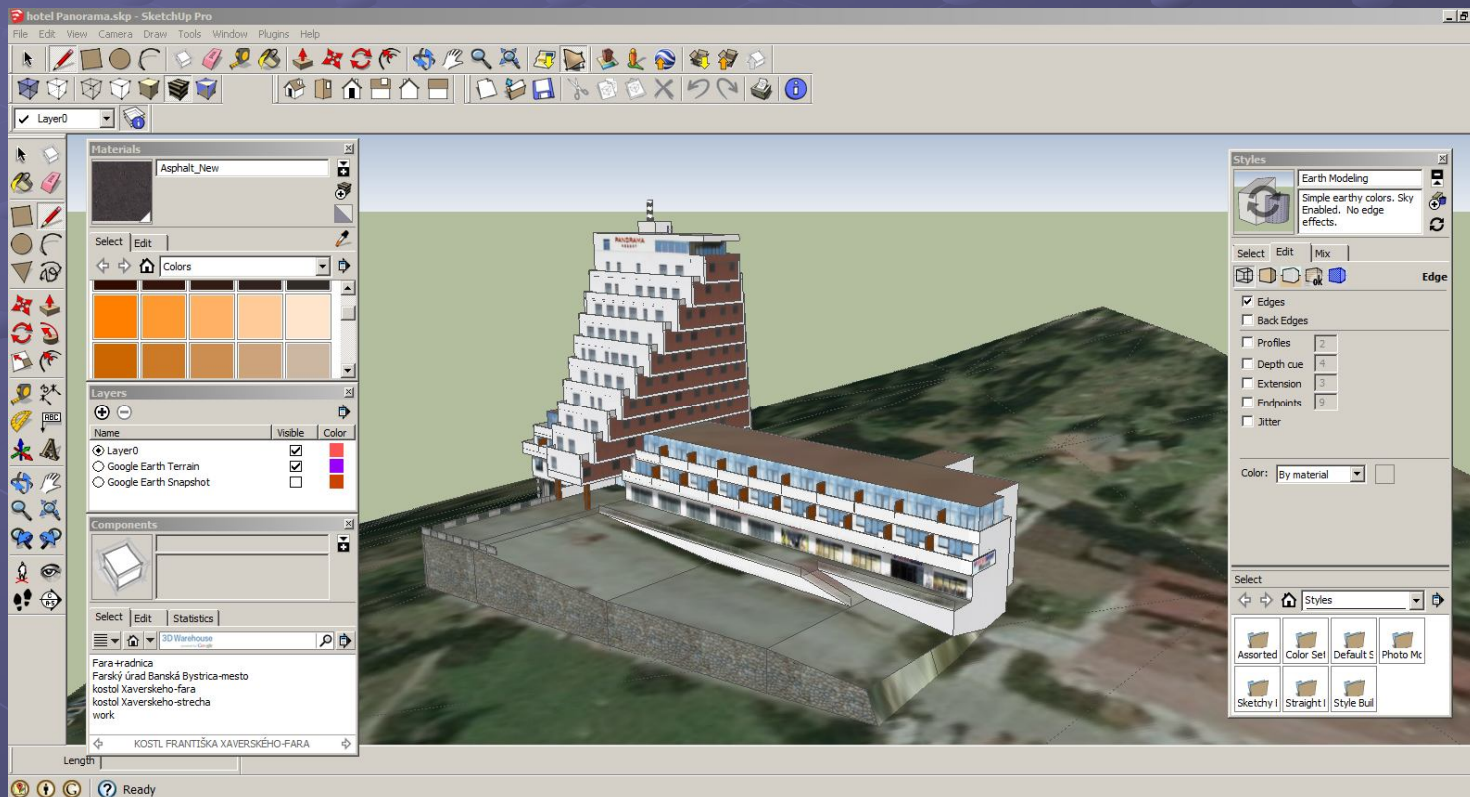 hotel Panorama.skp - SketchUp Pro
File Edit View Camera Draw Tools Window Plugins Help
Layer0
Materials
Asphalt_New
Select Edit
Colors
Layers
Name Visible Color
Layer0
Google Earth Terrain
Google Earth Snapshot
Components
Select Edit Statistics
3D Warehouse
Fara+radnica
Farský úrad Banská Bystrica-mesto
kostol Xaverskeho-fara
kostol Xaverskeho-strecha
work
KOSTL FRANTIŠKA XAVERSKÉHO-FARA
Length
Ready
ABC
PANORAMA
RESORT
Styles
Earth Modeling
Simple earthy colors. Sky
Enabled. No edge
effects.
Select Edit Mix
Edge
Edges
Back Edges
Profiles 2
Depth cue 4
Extension 3
Endpoints 9
Jitter
Color: By material
Select
Styles
Assorted Color Set Default S Photo Mc
Sketchy I Straight l Style Buil